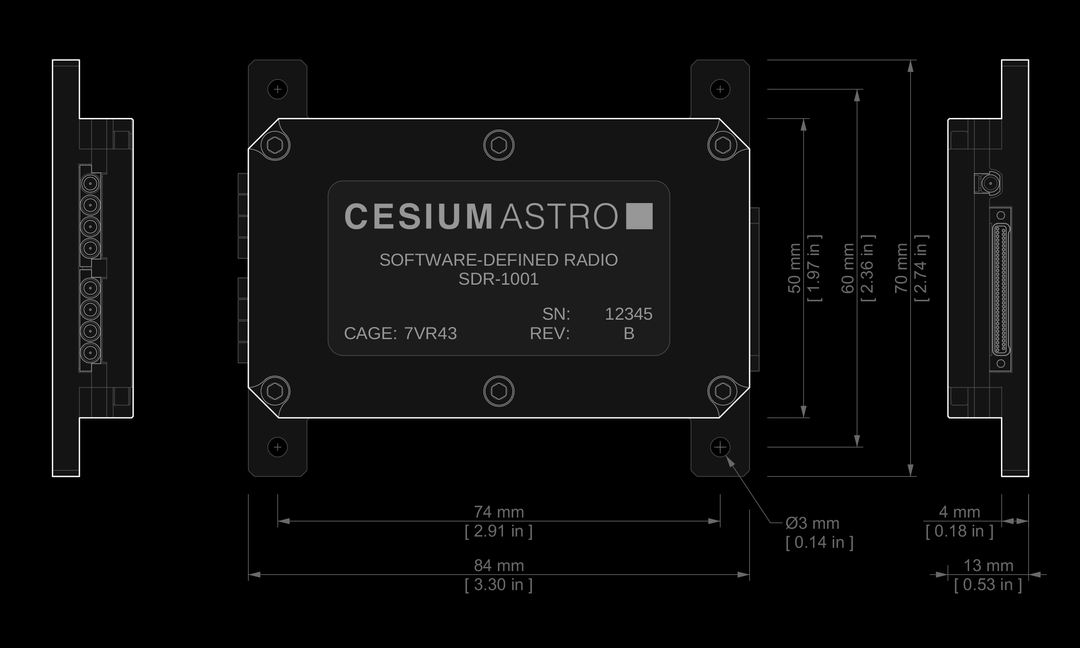 CESIUMASTRO
SOFTWARE-DEFINED RADIO
SDR-1001
SN: 12345
CAGE: 7VR43 REV: B
50 mm
[ 1.97 in ]
60 mm
[ 2.36 in ]
70 mm
[ 2.74 in ]
74 mm
[ 2.91 in ]
84 mm
[ 3.30 in ]
Ø3 mm
[ 0.14 in ]
4 mm
[ 0.18 in ]
13 mm
[ 0.53 in ]